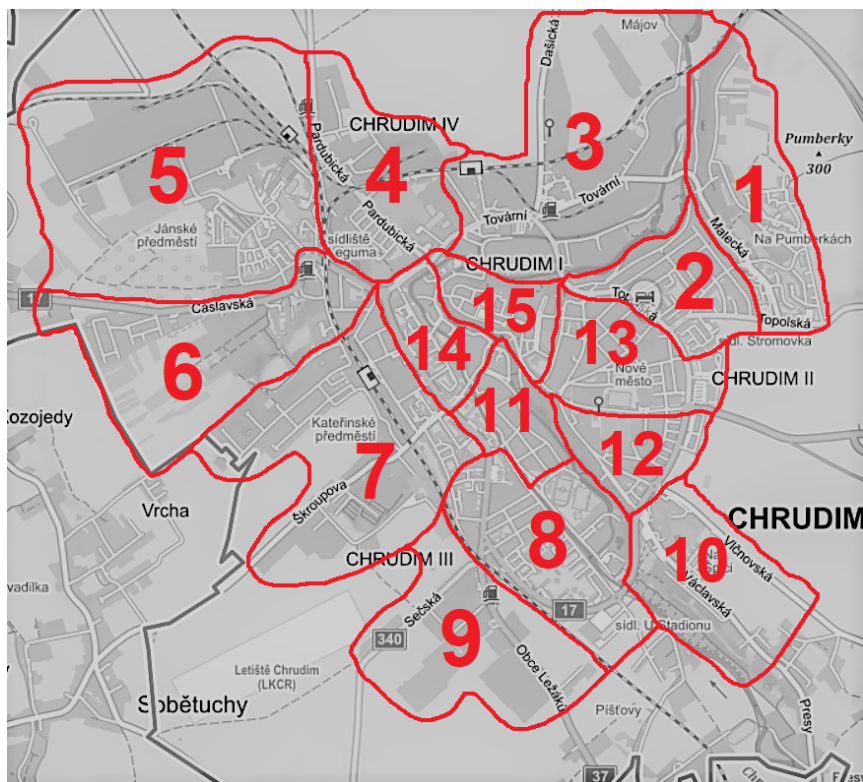 Májov
Dašická
CHRUDIM IV
3
Pardubická
5
4
Pumberky
300
1
Tovární
Tovární
Malecká
Jánské
předměstí
Pardubická
sídliště
Na Pumberkách
CHRUDIM I
2
17
Čáslavská
15
Topolská
sídl. Stromovka
13
14
6
Nové
město
CHRUDIM II
Kateřinské
předměstí
11
12
7
Vrcha
Škroupova
CHRUDIM
8
10
Vlčnovská
CHRUDIM III
Václavská
Sečská
17
sídl. U Stadionu
340
9
Letiště Chrudim
(LKCR)
Obce Ležáků
Sobětuchy
Píšťovy
Presy
37